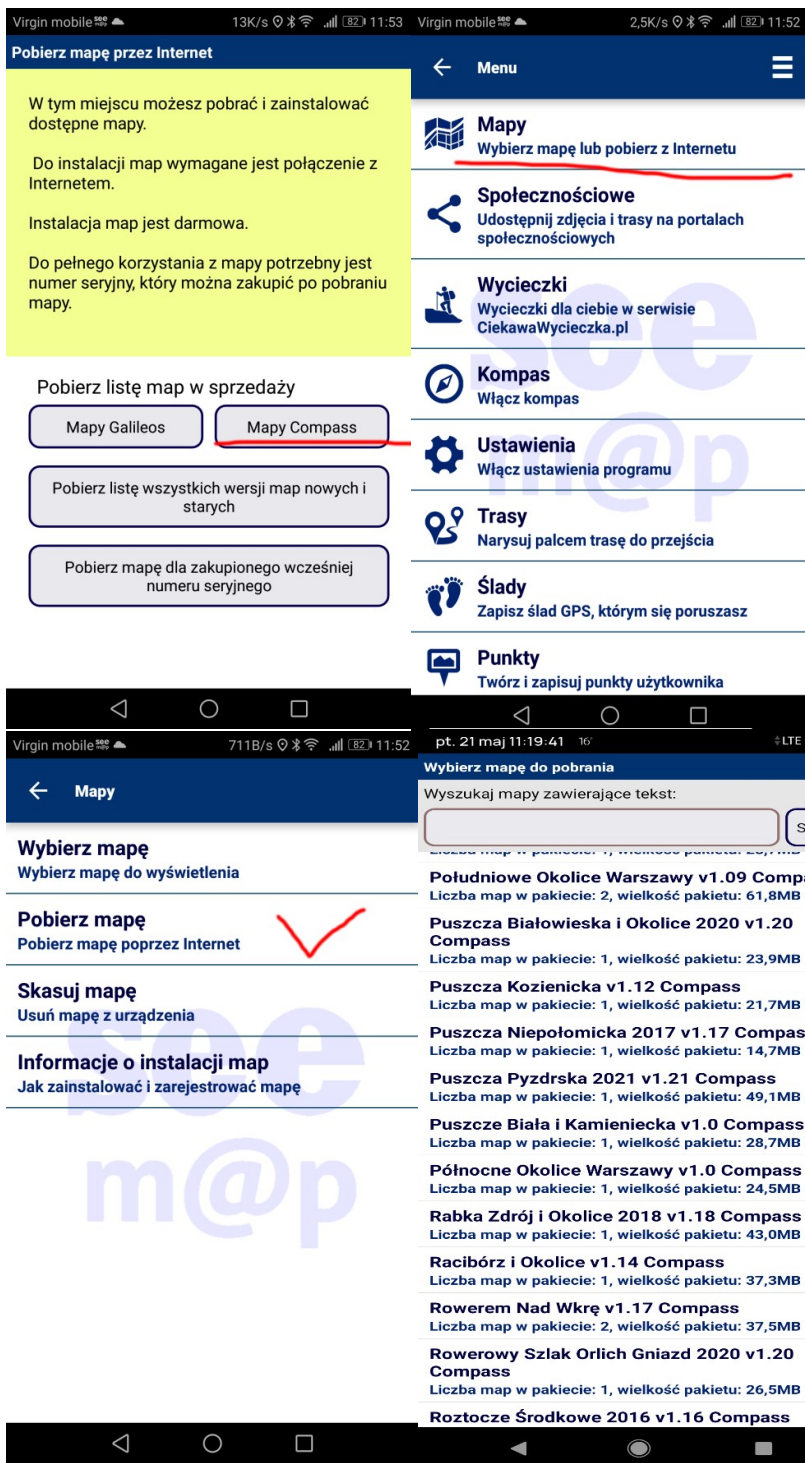 Virgin mobile see map 13K/s 82 11:53
Pobierz mapę przez Internet
W tym miejscu możesz pobrać i zainstalować
dostępne mapy.
Do instalacji map wymagane jest połączenie z
Internetem.
Instalacja map jest darmowa.
Do pełnego korzystania z mapy potrzebny jest
numer seryjny, który można zakupić po pobraniu
mapy.
Pobierz listę map w sprzedaży
Mapy Galileos
Mapy Compass
Pobierz listę wszystkich wersji map nowych i
starych
Pobierz mapę dla zakupionego wcześniej
numeru seryjnego
Virgin mobile see map 2,5K/s 82 11:52
Menu
Mapy
Wybierz mapę lub pobierz z Internetu
Społecznościowe
Udostępnij zdjęcia i trasy na portalach
społecznościowych
Wycieczki
Wycieczki dla ciebie w serwisie
CiekawaWycieczka.pl
Kompas
Włącz kompas
Ustawienia
Włącz ustawienia programu
Trasy
Narysuj palcem trasę do przejścia
Ślady
Zapisz ślad GPS, którym się poruszasz
Punkty
Twórz i zapisuj punkty użytkownika
see
m@p
Virgin mobile see map 711B/s 82 11:52
Mapy
Wybierz mapę
Wybierz mapę do wyświetlenia
Pobierz mapę
Pobierz mapę poprzez Internet
Skasuj mapę
Usuń mapę z urządzenia
Informacje o instalacji map
Jak zainstalować i zarejestrować mapę
see
m@p
pt. 21 maj 11:19:41 16° LTE
Wybierz mapę do pobrania
Wyszukaj mapy zawierające tekst:
S
Południowe Okolice Warszawy v1.09 Compa
Liczba map w pakiecie: 2, wielkość pakietu: 61,8MB
Puszcza Białowieska i Okolice 2020 v1.20
Compass
Liczba map w pakiecie: 1, wielkość pakietu: 23,9MB
Puszcza Kozienicka v1.12 Compass
Liczba map w pakiecie: 1, wielkość pakietu: 21,7MB
Puszcza Niepołomicka 2017 v1.17 Compas
Liczba map w pakiecie: 1, wielkość pakietu: 14,7MB
Puszcza Pyzdrska 2021 v1.21 Compass
Liczba map w pakiecie: 1, wielkość pakietu: 49,1MB
Puszcze Biała i Kamieniecka v1.0 Compass
Liczba map w pakiecie: 1, wielkość pakietu: 28,7MB
Północne Okolice Warszawy v1.0 Compass
Liczba map w pakiecie: 1, wielkość pakietu: 24,5MB
Rabka Zdrój i Okolice 2018 v1.18 Compass
Liczba map w pakiecie: 1, wielkość pakietu: 43,0MB
Racibórz i Okolice v1.14 Compass
Liczba map w pakiecie: 1, wielkość pakietu: 37,3MB
Rowerem Nad Wkrę v1.17 Compass
Liczba map w pakiecie: 2, wielkość pakietu: 37,5MB
Rowerowy Szlak Orlich Gniazd 2020 v1.20
Compass
Liczba map w pakiecie: 1, wielkość pakietu: 26,5MB
Roztocze Środkowe 2016 v1.16 Compass